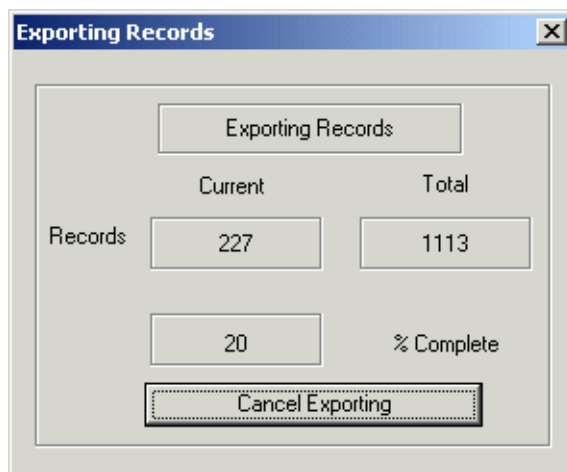 Exporting Records
Exporting Records
Current Total
Records 227 1113
20 % Complete
Cancel Exporting